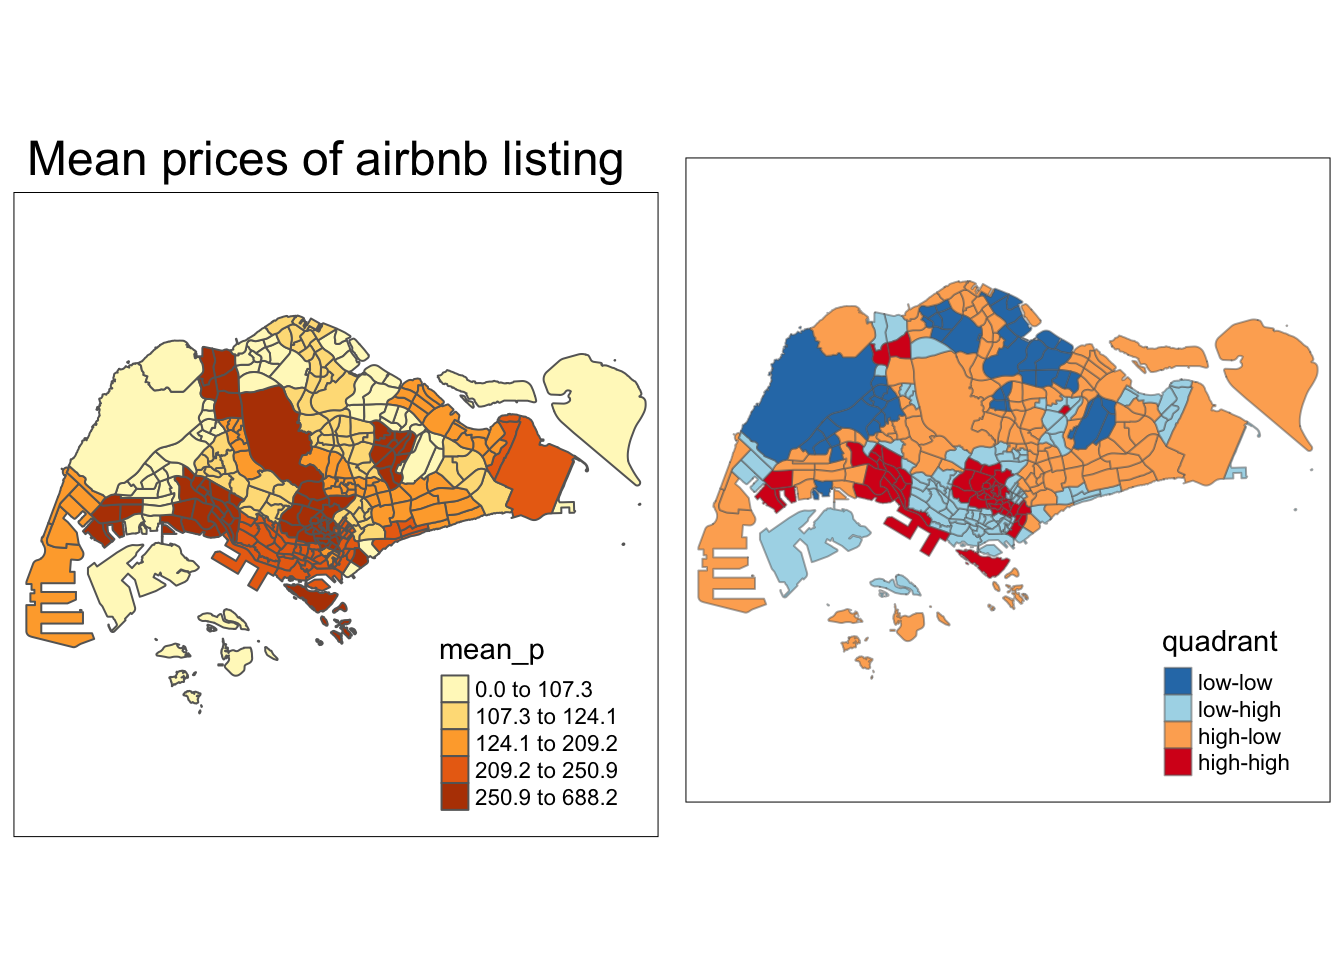 Mean prices of airbnb listing
mean_p
0.0 to 107.3
107.3 to 124.1
124.1 to 209.2
209.2 to 250.9
250.9 to 688.2
quadrant
low-low
low-high
high-low
high-high